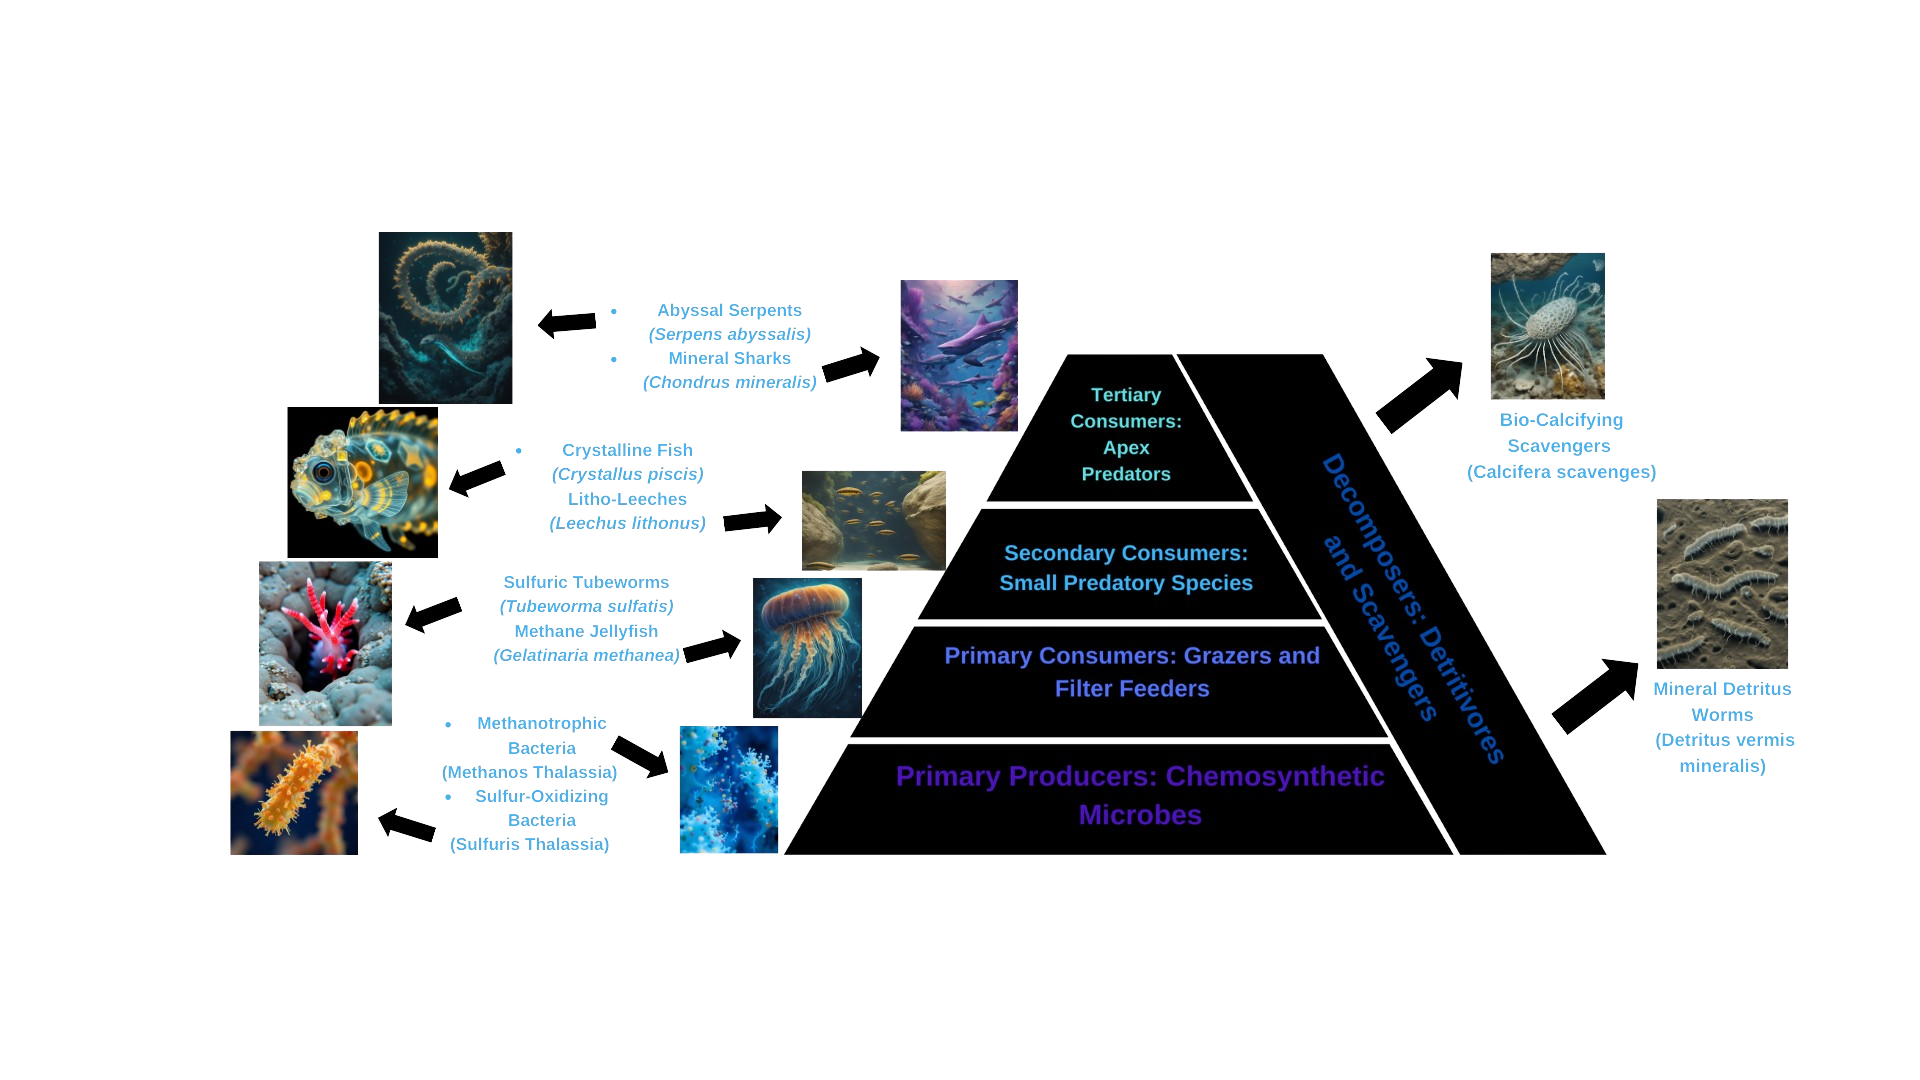 • Abyssal Serpents
(Serpens abyssalis)
• Mineral Sharks
(Chondrus mineralis)
• Crystalline Fish
(Crystallus piscis)
Litho-Leeches
(Leechus lithonus)
Sulfuric Tubeworms
(Tubeworma sulfatis)
Methane Jellyfish
(Gelatinaria methanea)
• Methanotrophic
Bacteria
(Methanos Thalassia)
• Sulfur-Oxidizing
Bacteria
(Sulfuris Thalassia)
Tertiary
Consumers:
Apex
Predators
Secondary Consumers:
Small Predatory Species
Primary Consumers: Grazers and
Filter Feeders
Primary Producers: Chemosynthetic
Microbes
Decomposers: Detritivores
and Scavengers
Bio-Calcifying
Scavengers
(Calcifera scavenges)
Mineral Detritus
Worms
(Detritus vermis
mineralis)